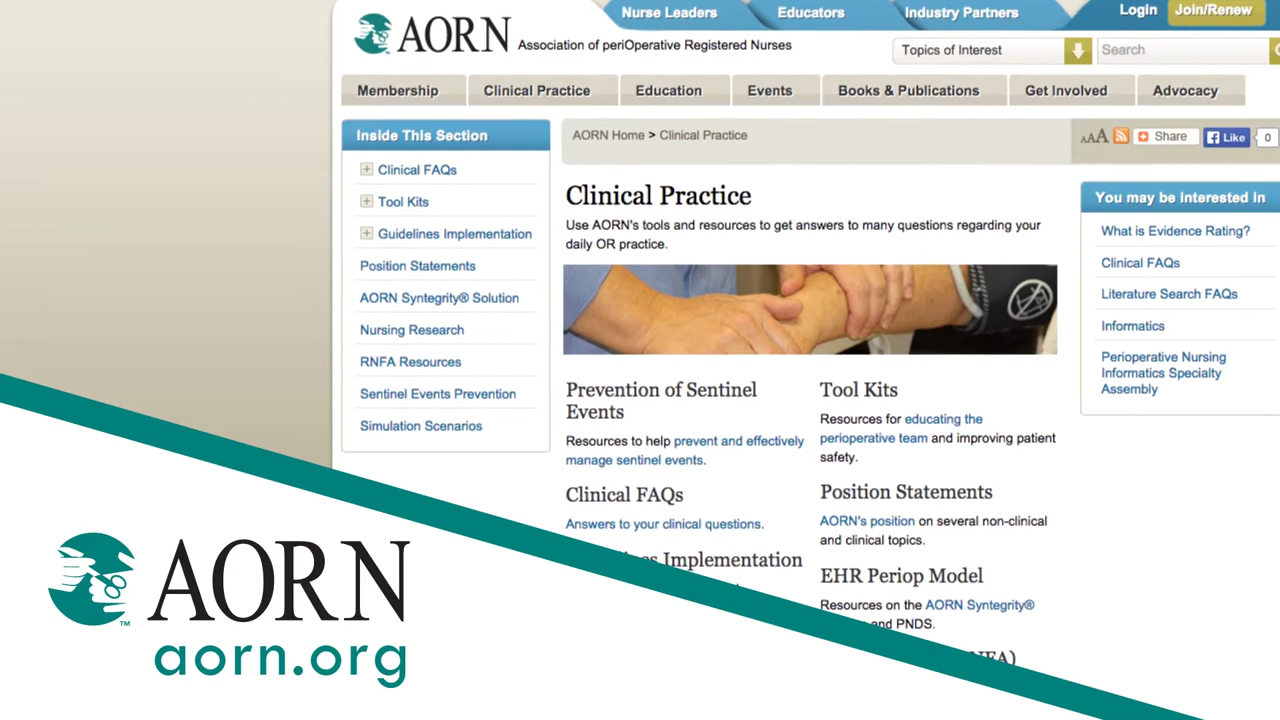 Nurse Leaders
Educators
Industry Partners
Login
Join/Renew
AORN
Association of periOperative Registered Nurses
Topics of Interest
Search
Membership
Clinical Practice
Education
Events
Books & Publications
Get Involved
Advocacy
Inside This Section
Clinical FAQs
Tool Kits
Guidelines Implementation
Position Statements
AORN Syntegrity® Solution
Nursing Research
RNFA Resources
Sentinel Events Prevention
Simulation Scenarios
AORN Home > Clinical Practice
AAA
Share
Like
0
Clinical Practice
Use AORN's tools and resources to get answers to many questions regarding your
daily OR practice.
Prevention of Sentinel
Events
Resources to help prevent and effectively
manage sentinel events.
Clinical FAQs
Answers to your clinical questions.
Implementation
Tool Kits
Resources for educating the
perioperative team and improving patient
safety.
Position Statements
AORN's position on several non-clinical
and clinical topics.
EHR Periop Model
Resources on the AORN Syntegrity®
and PNDS.
You may be interested in
What is Evidence Rating?
Clinical FAQs
Literature Search FAQs
Informatics
Perioperative Nursing
Informatics Specialty
Assembly
AORN
™
aorn.org